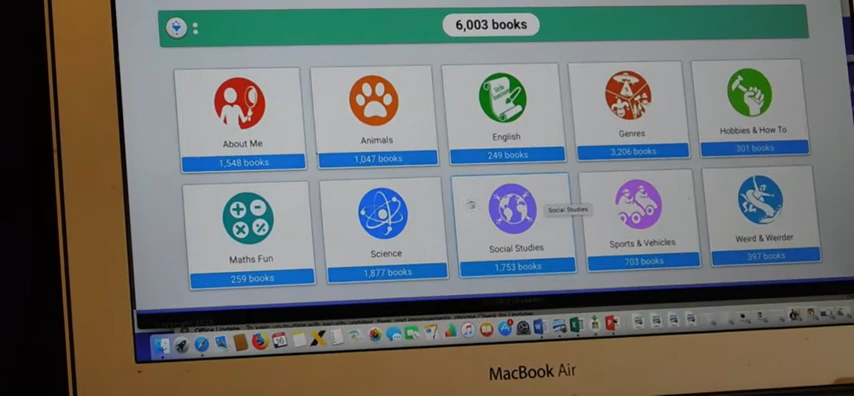 6,003 books
About Me
1,548 books
Animals
1,047 books
English
249 books
Genres
3,206 books
Hobbies & How To
301 books
Maths Fun
259 books
Science
1,877 books
Social Studies
1,753 books
Social Studies
Sports & Vehicles
703 books
Weird & Weirder
397 books
MacBook Air